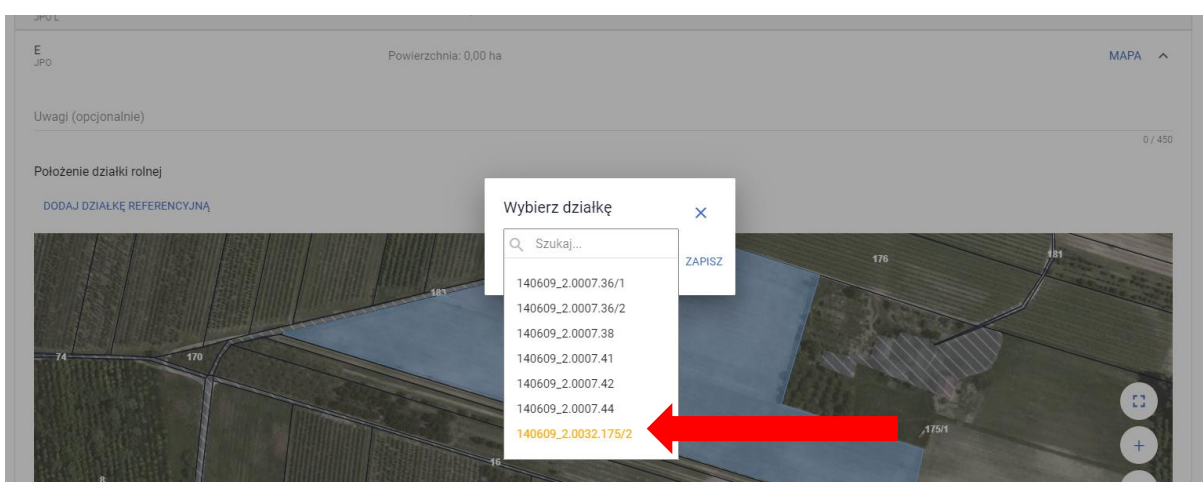 JPO L
E
JPO
Powierzchnia: 0,00 ha
MAPA
Uwagi (opcjonalnie)
0 / 450
Położenie działki rolnej
DODAJ DZIAŁKĘ REFERENCYJNĄ
Wybierz działkę
Szukaj...
ZAPISZ
140609_2.0007.36/1
140609_2.0007.36/2
140609_2.0007.38
140609_2.0007.41
140609_2.0007.42
140609_2.0007.44
140609_2.0032.175/2
183
176
181
74
170
175/1
16
8